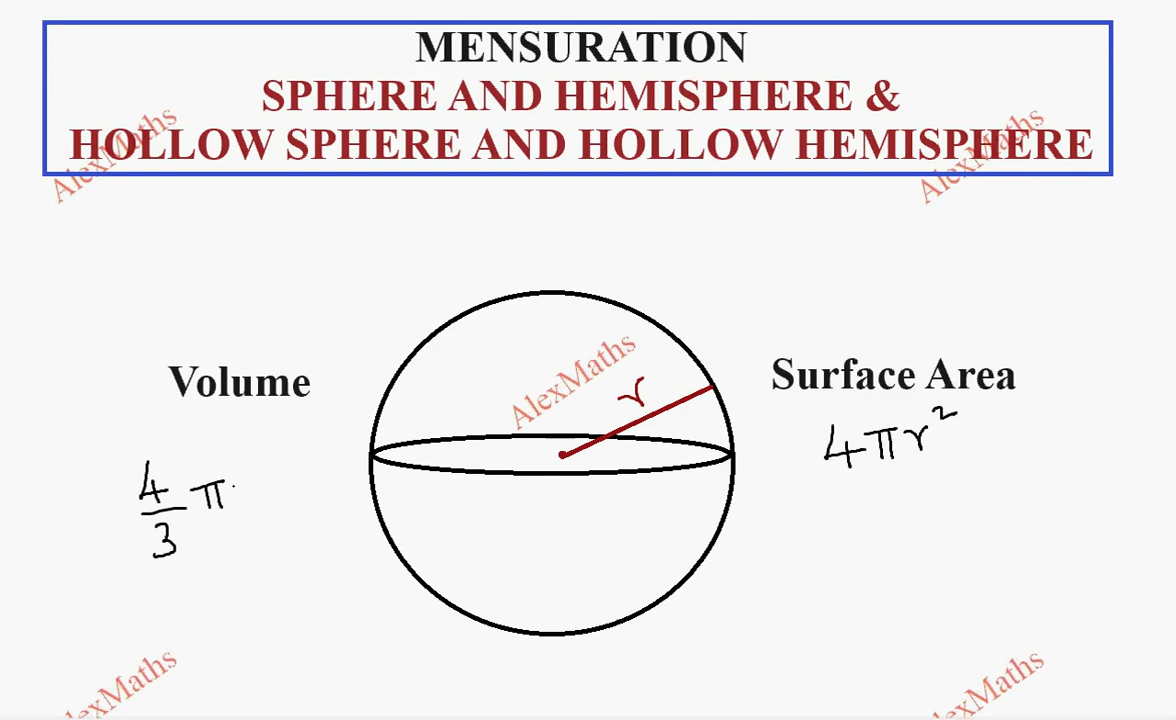 MENSURATION
SPHERE AND HEMISPHERE &
HOLLOW SPHERE AND HOLLOW HEMISPHERE
AlexMaths
AlexMaths
AlexMaths
r
Volume
Surface Area
4πr²
4/3 π
AlexMaths
AlexMaths